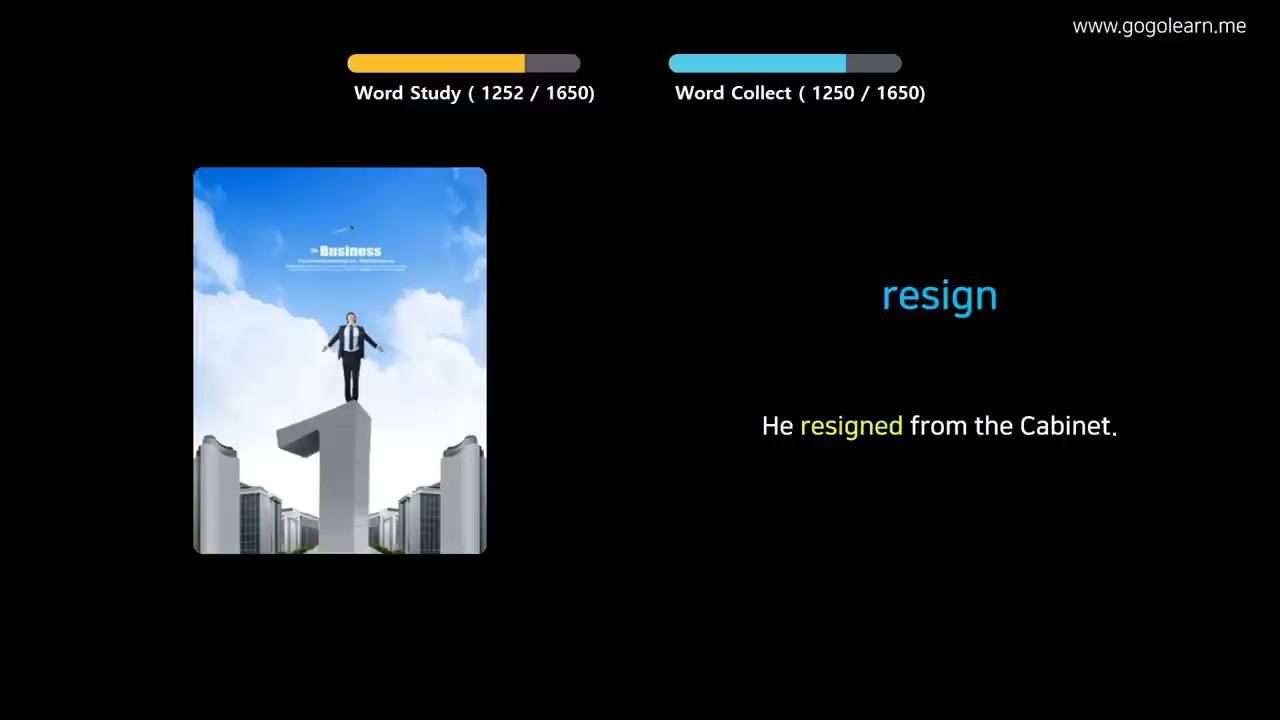 www.gogolearn.me
Word Study ( 1252 / 1650)
Word Collect ( 1250 / 1650)
Business
resign
He resigned from the Cabinet.